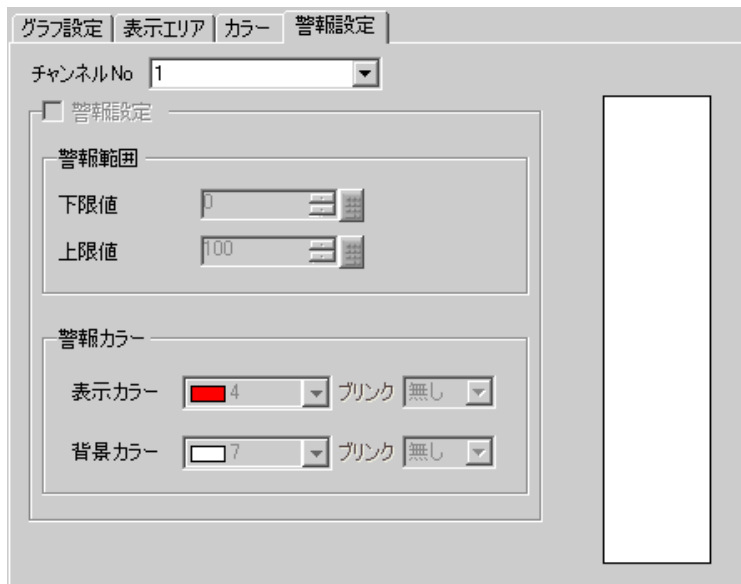 グラフ設定 表示エリア カラー 警報設定
チャンネルNo 1
警報設定
警報範囲
下限値 0
上限値 100
警報カラー
表示カラー 4 ブリンク 無し
背景カラー 7 ブリンク 無し